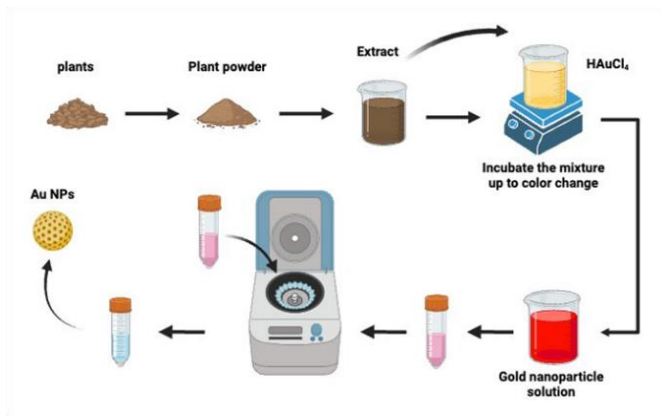 plants
Plant powder
Extract
HAuCl₄
Incubate the mixture
up to color change
Au NPs
Gold nanoparticle
solution